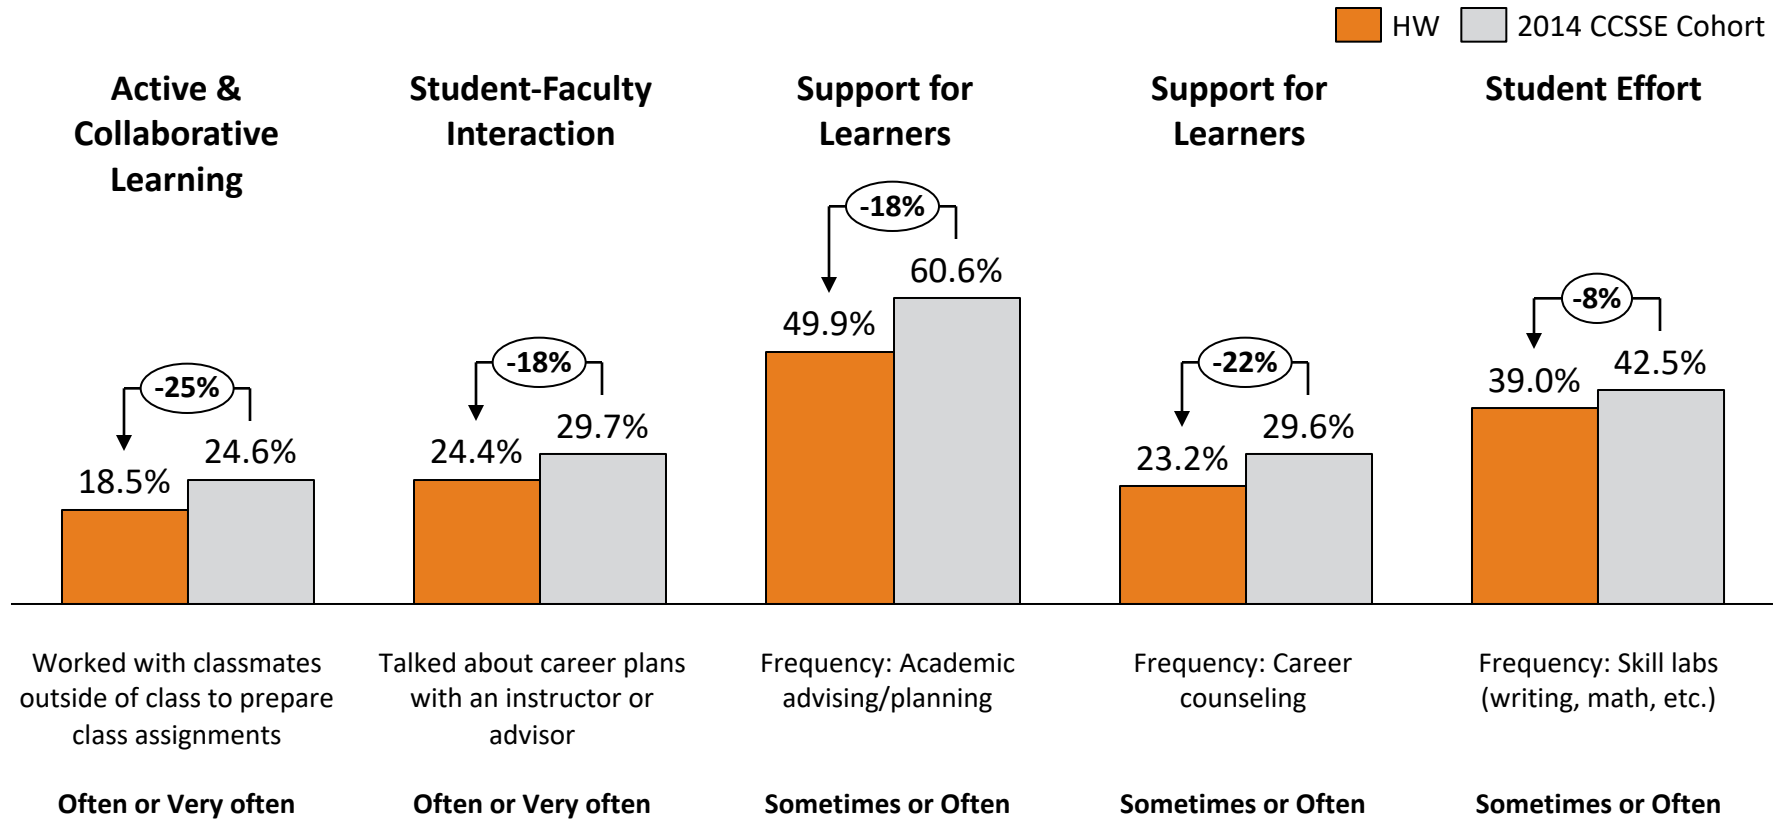 HW
2014 CCSSE Cohort
Active &
Collaborative
Learning
Student-Faculty
Interaction
Support for
Learners
Support for
Learners
Student Effort
-25%
18.5%
24.6%
-18%
24.4%
29.7%
-18%
49.9%
60.6%
-22%
23.2%
29.6%
-8%
39.0%
42.5%
Worked with classmates
outside of class to prepare
class assignments
Talked about career plans
with an instructor or
advisor
Frequency: Academic
advising/planning
Frequency: Career
counseling
Frequency: Skill labs
(writing, math, etc.)
Often or Very often
Often or Very often
Sometimes or Often
Sometimes or Often
Sometimes or Often